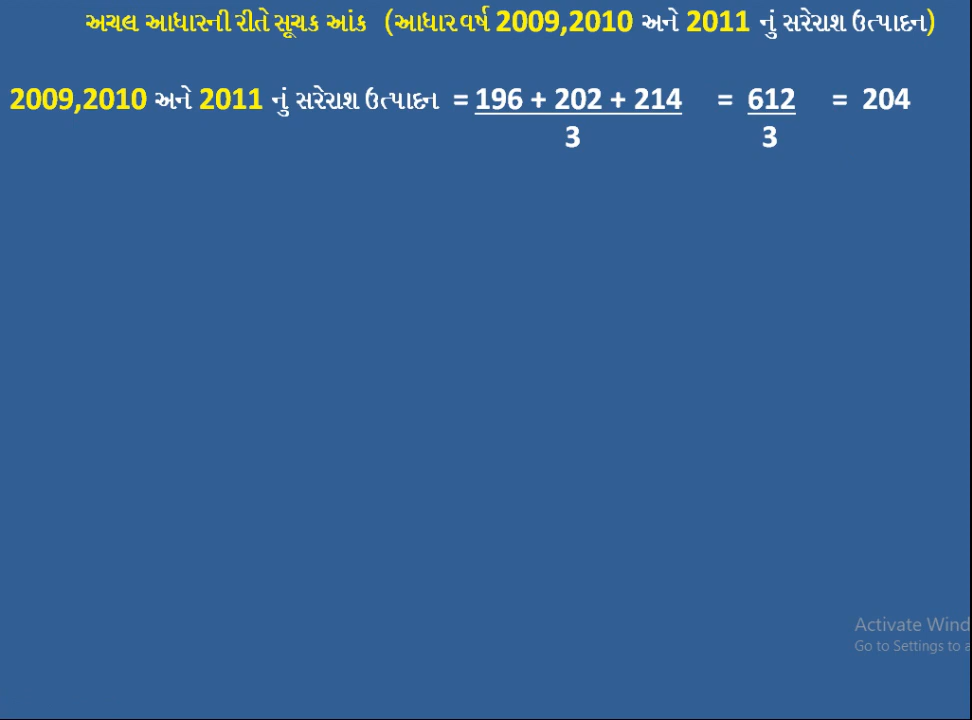 અચલ આધારની રીતે સૂચક આંક (આધાર વર્ષ 2009,2010 અને 2011 નું સરેરાશ ઉત્પાદન)
2009,2010 અને 2011 નું સરેરાશ ઉત્પાદન = 196 + 202 + 214 = 612 = 204
3 3
Activate Wind
Go to Settings to a